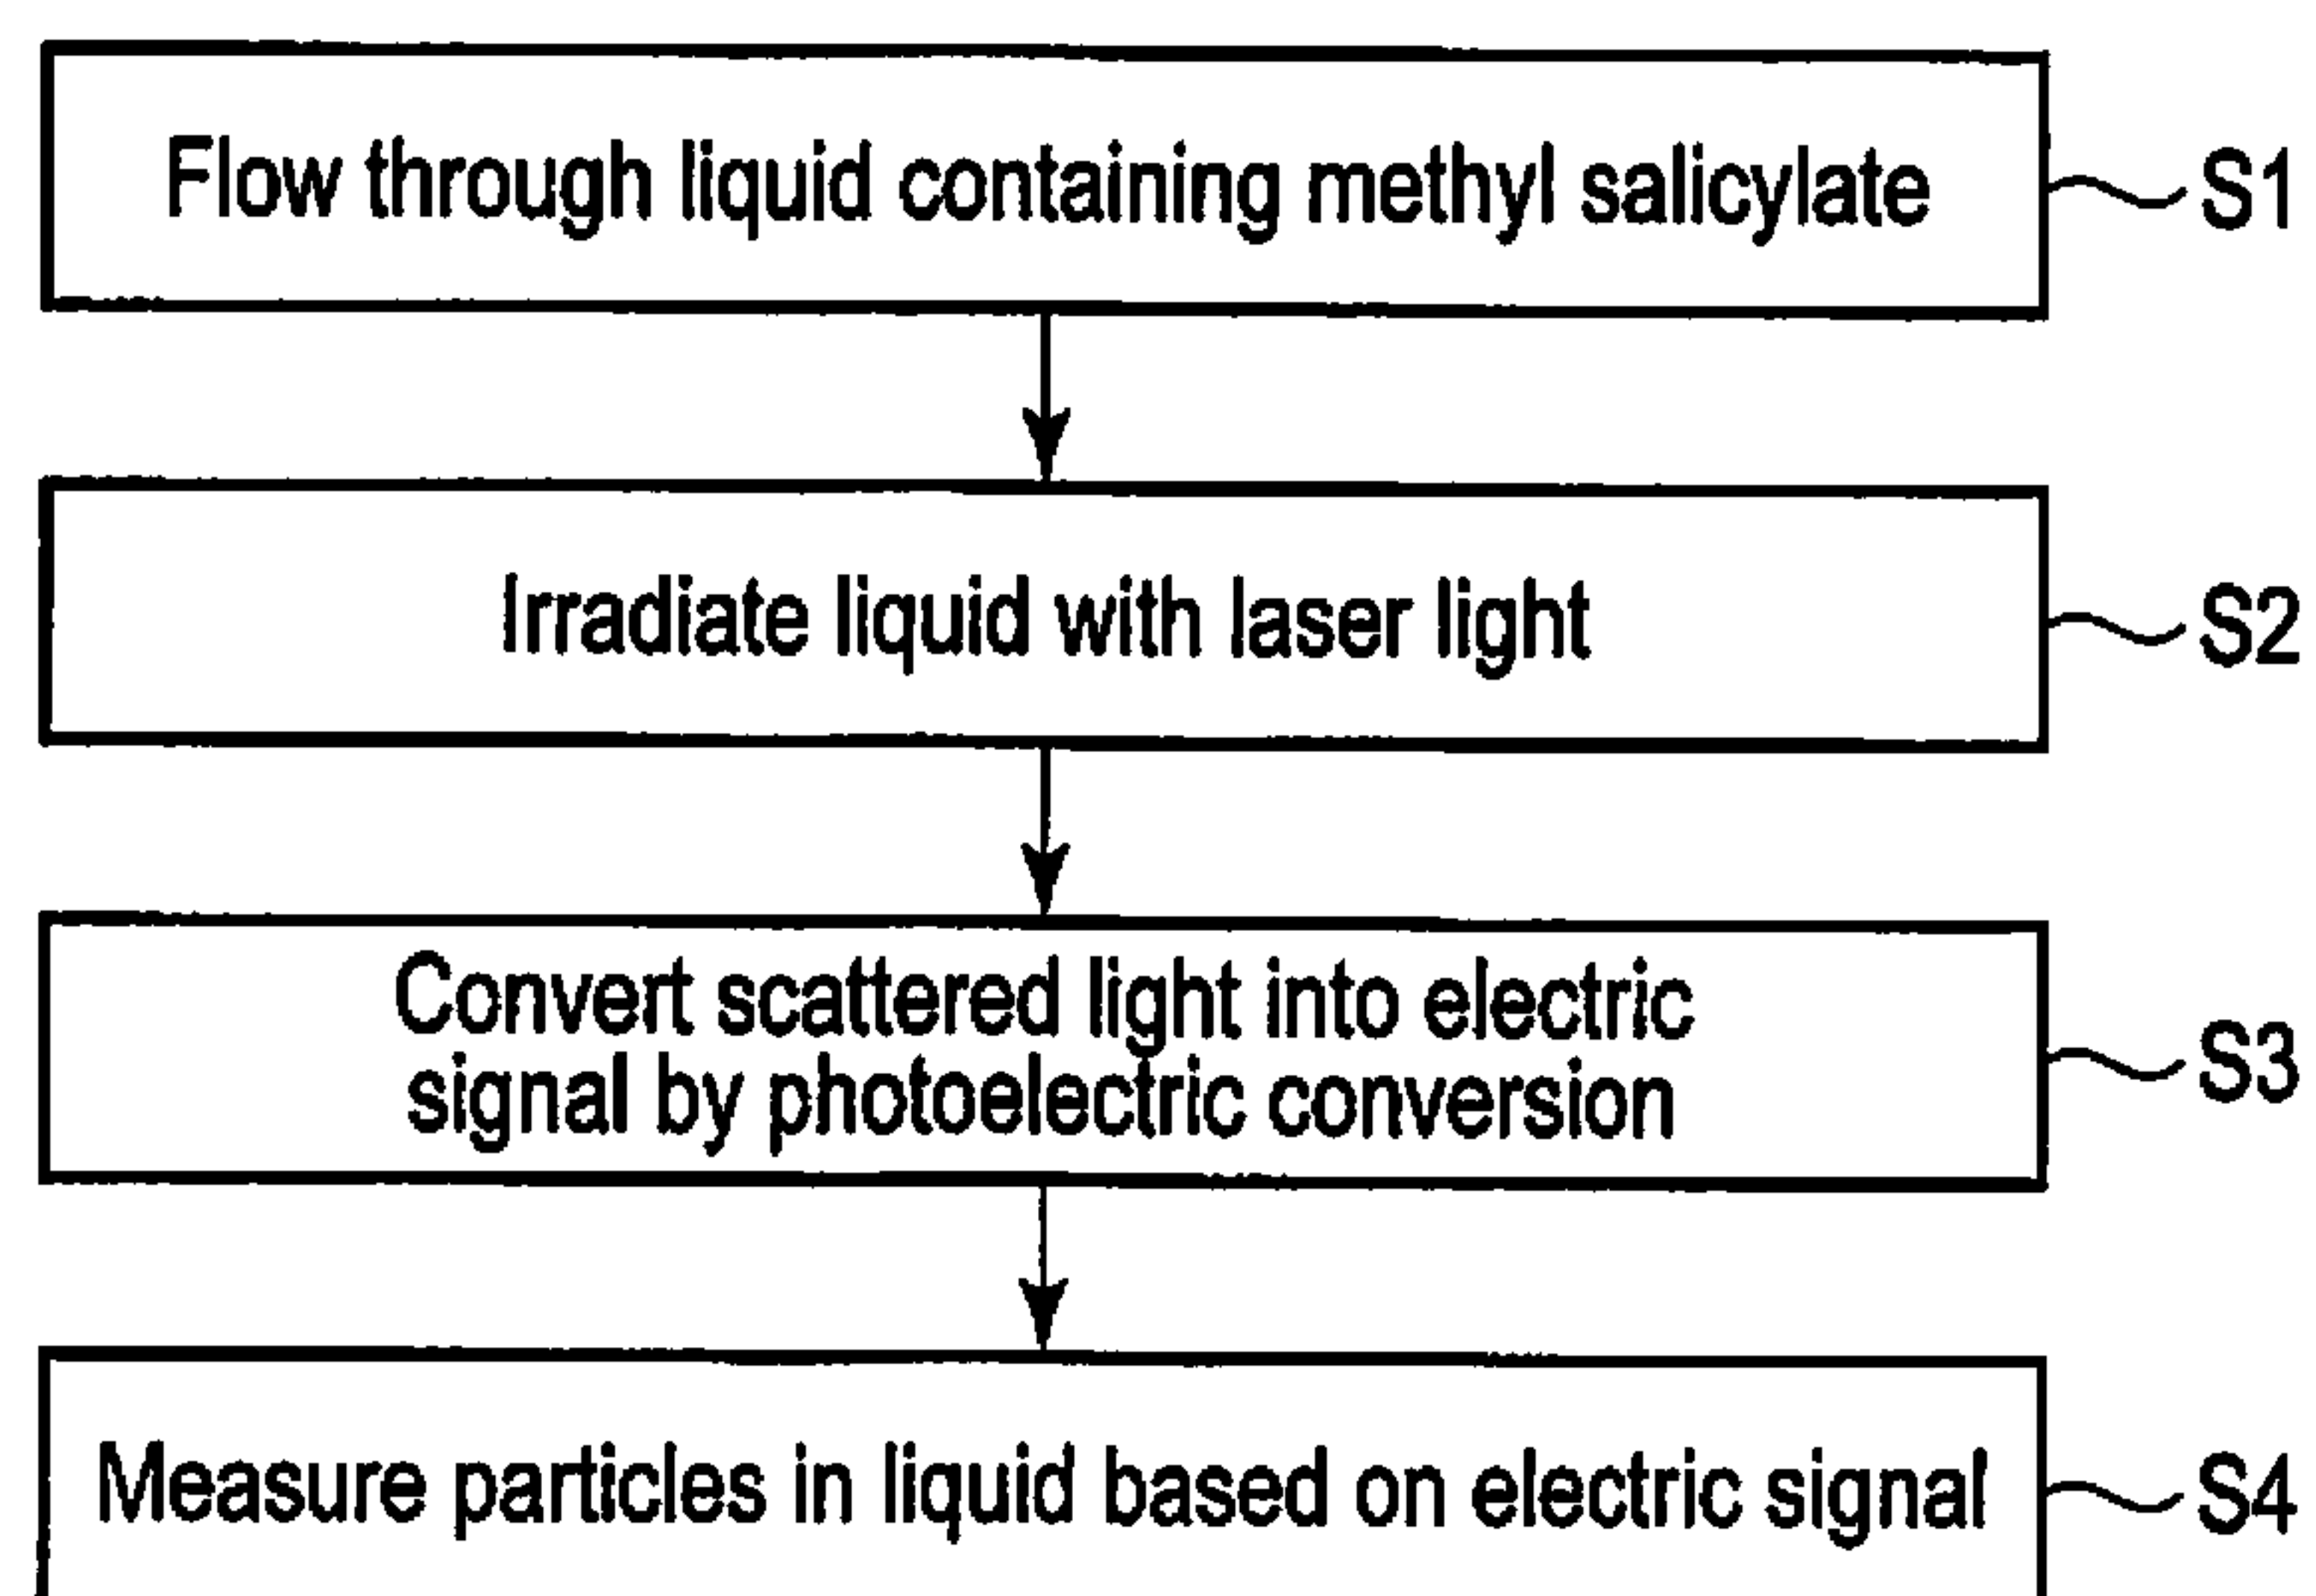 Flow through liquid containing methyl salicylate
S1
Irradiate liquid with laser light
S2
Convert scattered light into electric
signal by photoelectric conversion
S3
Measure particles in liquid based on electric signal
S4